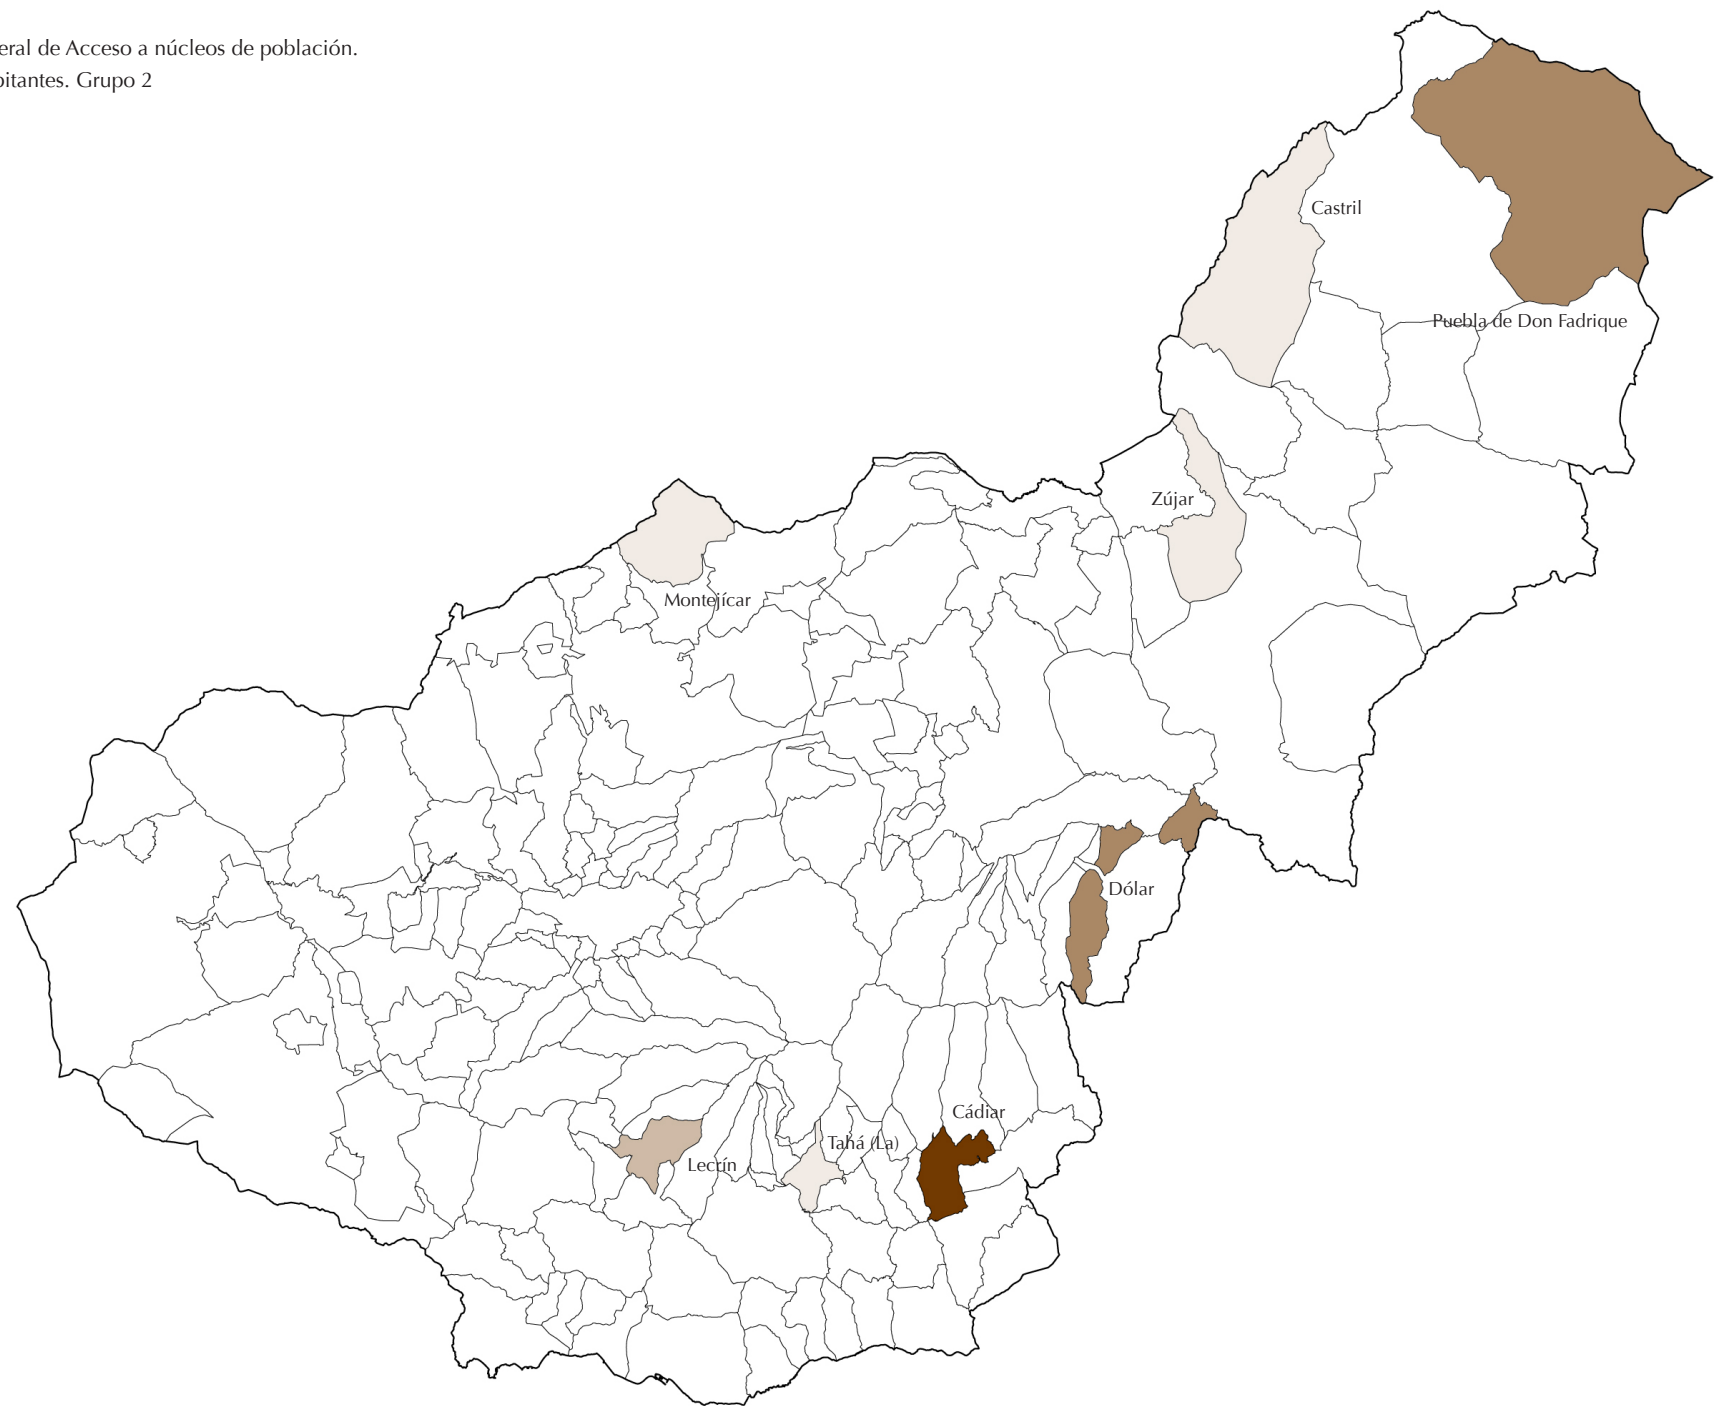 eral de Acceso a núcleos de población.
bitantes. Grupo 2
Castril
Puebla de Don Fadrique
Zújar
Montejícar
Dólar
Cádiar
Tahá (La)
Lecrín